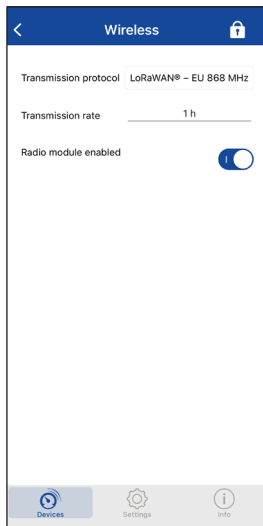 Wireless
Transmission protocol LoRaWAN® – EU 868 MHz
Transmission rate 1 h
Radio module enabled
Devices Settings Info